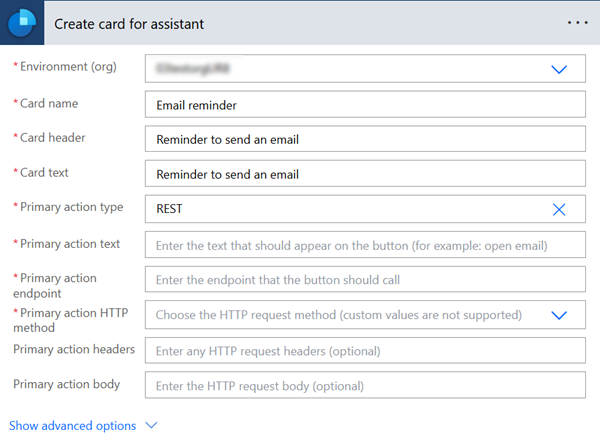 Create card for assistant
* Environment (org)
* Card name Email reminder
* Card header Reminder to send an email
* Card text Reminder to send an email
* Primary action type REST
* Primary action text Enter the text that should appear on the button (for example: open email)
* Primary action
endpoint Enter the endpoint that the button should call
* Primary action HTTP
method Choose the HTTP request method (custom values are not supported)
Primary action headers Enter any HTTP request headers (optional)
Primary action body Enter the HTTP request body (optional)
Show advanced options